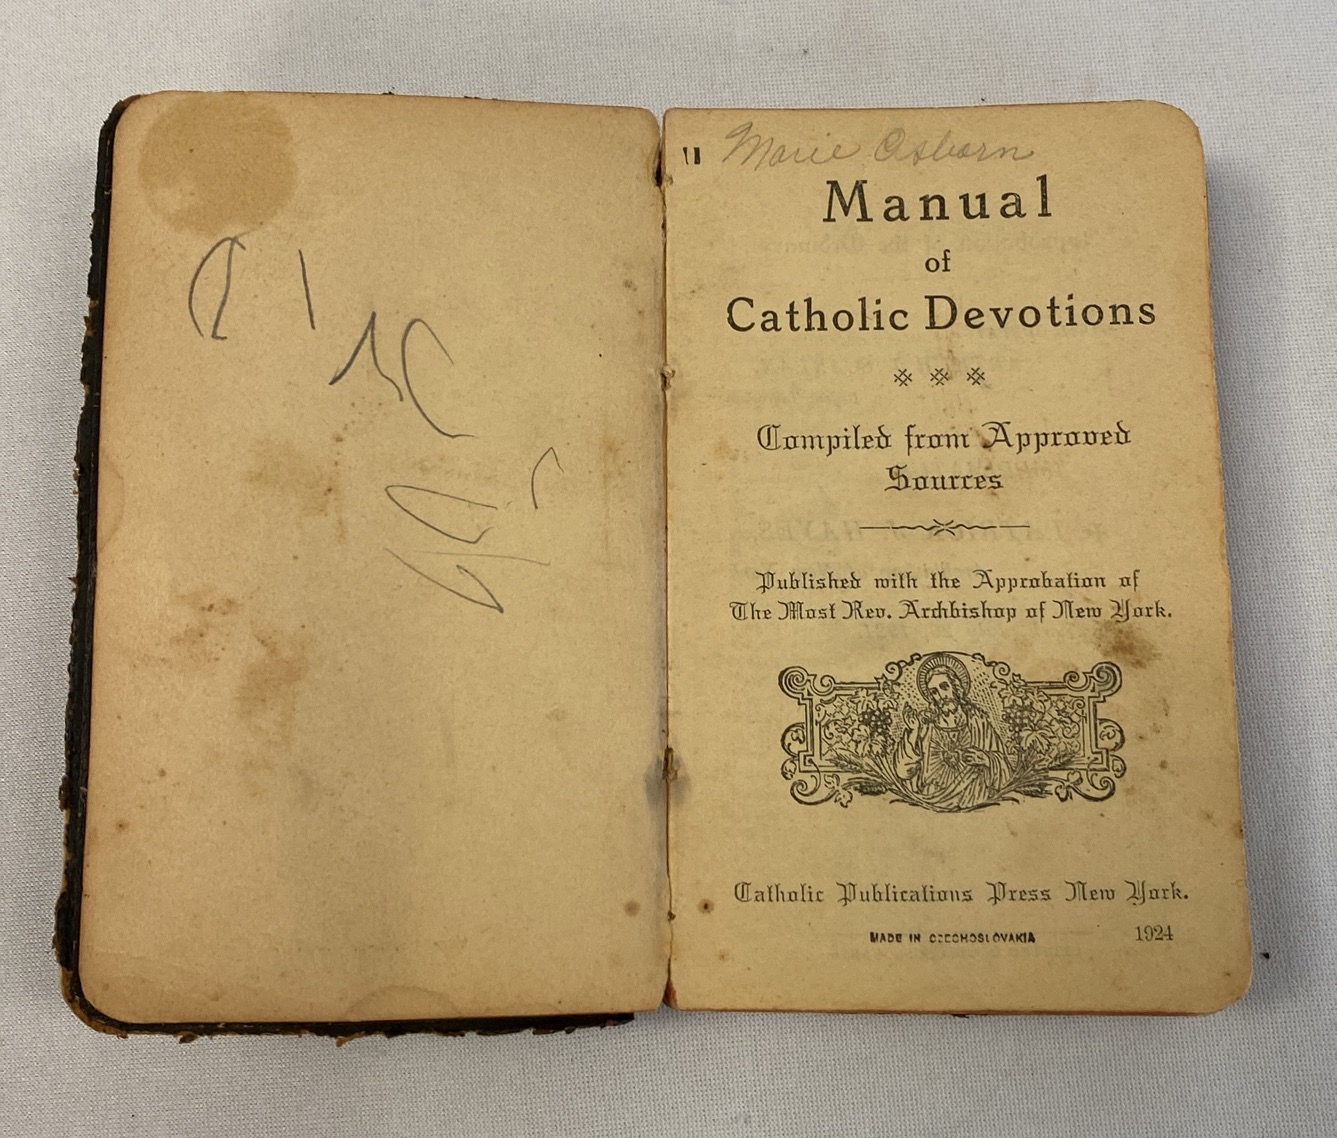 Marie Osborn
Manual
of
Catholic Devotions
Compiled from Approved
Sources
Published with the Approbation of
The Most Rev. Archbishop of New York.
Catholic Publications Press New York.
MADE IN CZECHOSLOVAKIA 1924